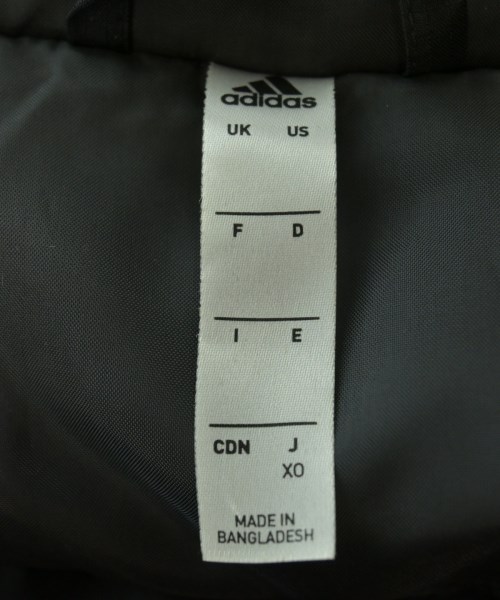 adidas
UK US
F D
I E
CDN J
XO
MADE IN
BANGLADESH